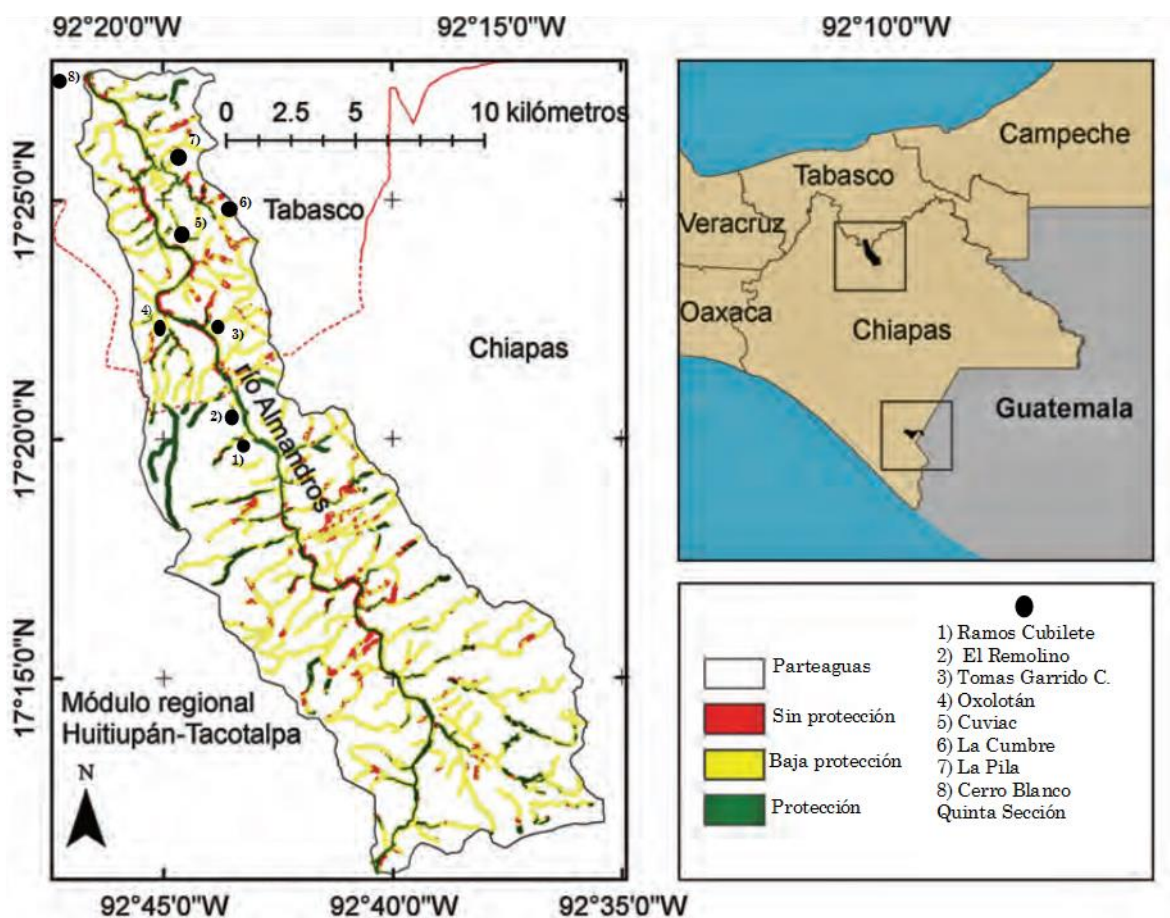 92°20'0"W
92°15'0"W
92°10'0"W
8)
0
2.5
5
10 kilómetros
7)
17°25'0"N
6)
Tabasco
5)
4)
3)
Chiapas
río Almandros
2)
17°20'0"N
1)
17°15'0"N
Módulo regional
Huitiupán-Tacotalpa
N
92°45'0"W
92°40'0"W
92°35'0"W
Campeche
Tabasco
Veracruz
Oaxaca
Chiapas
Guatemala
Parteaguas
Sin protección
Baja protección
Protección
1) Ramos Cubilete
2) El Remolino
3) Tomas Garrido C.
4) Oxolotán
5) Cuviac
6) La Cumbre
7) La Pila
8) Cerro Blanco
Quinta Sección